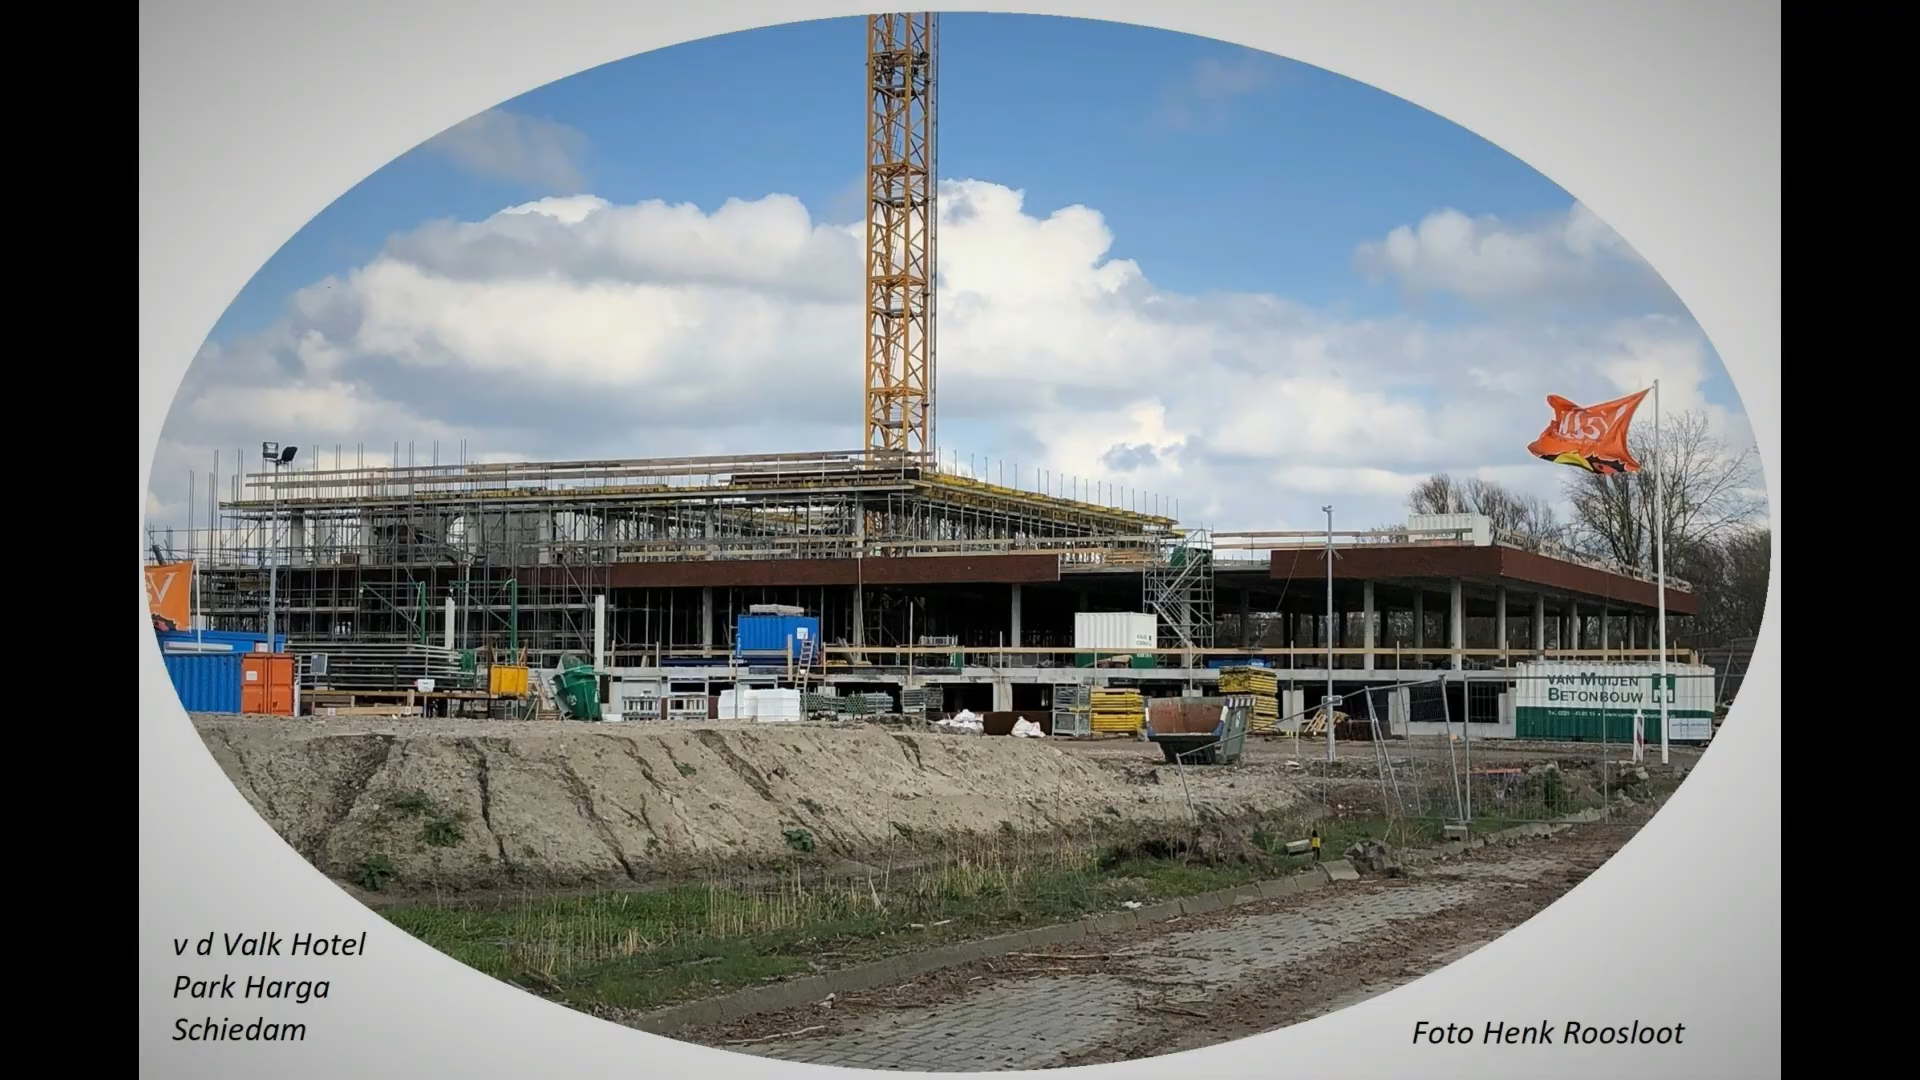 VAN MUIJEN
BETONBOUW
v d Valk Hotel
Park Harga
Schiedam
Foto Henk Roosloot